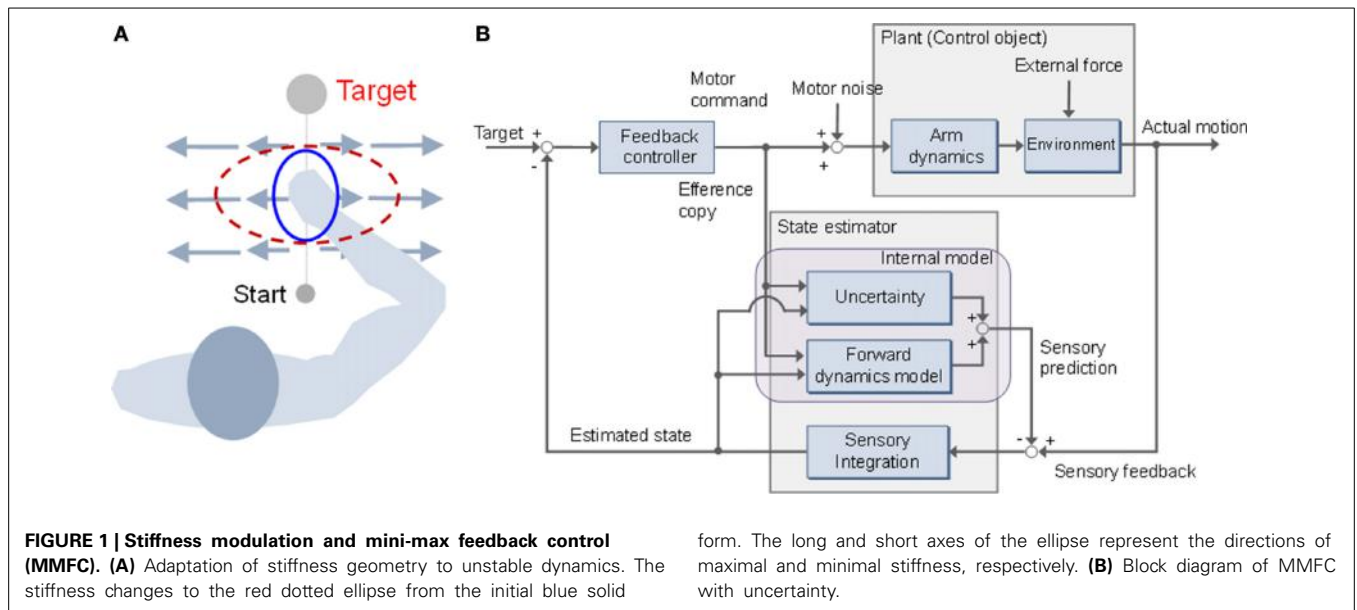 A
Target
Start
B
Plant (Control object)
External force
Motor
command
Motor noise
Target
+
-
Feedback
controller
+
+
Arm
dynamics
Environment
Actual motion
Efference
copy
State estimator
Internal model
Uncertainty
+
+
Forward
dynamics model
Sensory
prediction
Estimated state
Sensory
Integration
-
+
Sensory feedback
FIGURE 1 | Stiffness modulation and mini-max feedback control
(MMFC). (A) Adaptation of stiffness geometry to unstable dynamics. The
stiffness changes to the red dotted ellipse from the initial blue solid
form. The long and short axes of the ellipse represent the directions of
maximal and minimal stiffness, respectively. (B) Block diagram of MMFC
with uncertainty.